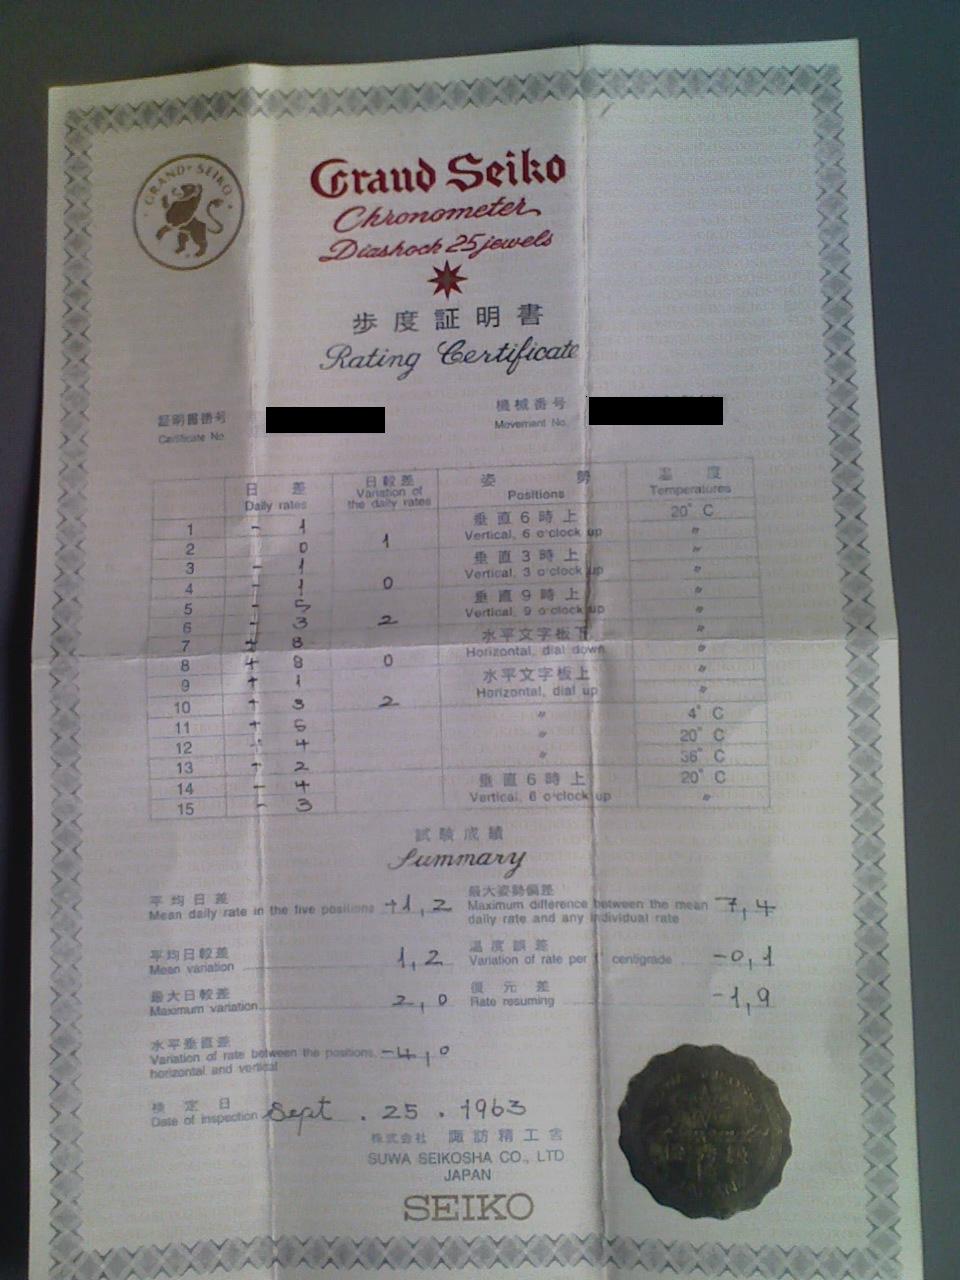 GRAND SEIKO
Grand Seiko
Chronometer
Diashock 25 jewels
歩度証明書
Rating Certificate
証明書番号
Certificate No.
機械番号
Movement No.
日差 日較差 姿勢 温度
Daily rates Variation of the daily rates Positions Temperatures
1 - 1 1 垂直6時上 20° C
2 0 Vertical, 6 o'clock up 〃
3 - 1 0 垂直3時上 〃
4 - 1 Vertical, 3 o'clock up 〃
5 - 5 2 垂直9時上 〃
6 - 3 Vertical, 9 o'clock up 〃
7 + 8 0 水平文字板下 〃
8 + 8 Horizontal, dial down 〃
9 + 1 2 水平文字板上 〃
10 + 3 Horizontal, dial up 〃
11 + 5 〃 4° C
12 4 〃 20° C
13 + 2 〃 36° C
14 - 4 垂直6時上 20° C
15 - 3 Vertical, 6 o'clock up 〃
試験成績
Summary
平均日差
Mean daily rate in the five positions +1,2
最大姿勢偏差
Maximum difference between the mean daily rate and any individual rate 7,4
平均日較差
Mean variation 1,2
温度誤差
Variation of rate per 1° centigrade -0,1
最大日較差
Maximum variation 2,0
復元差
Rate resuming -1,9
水平垂直差
Variation of rate between the positions, horizontal and vertical -4,0
検定日
Date of inspection Sept. 25. 1963
株式会社 諏訪精工舎
SUWA SEIKOSHA CO., LTD
JAPAN
SEIKO